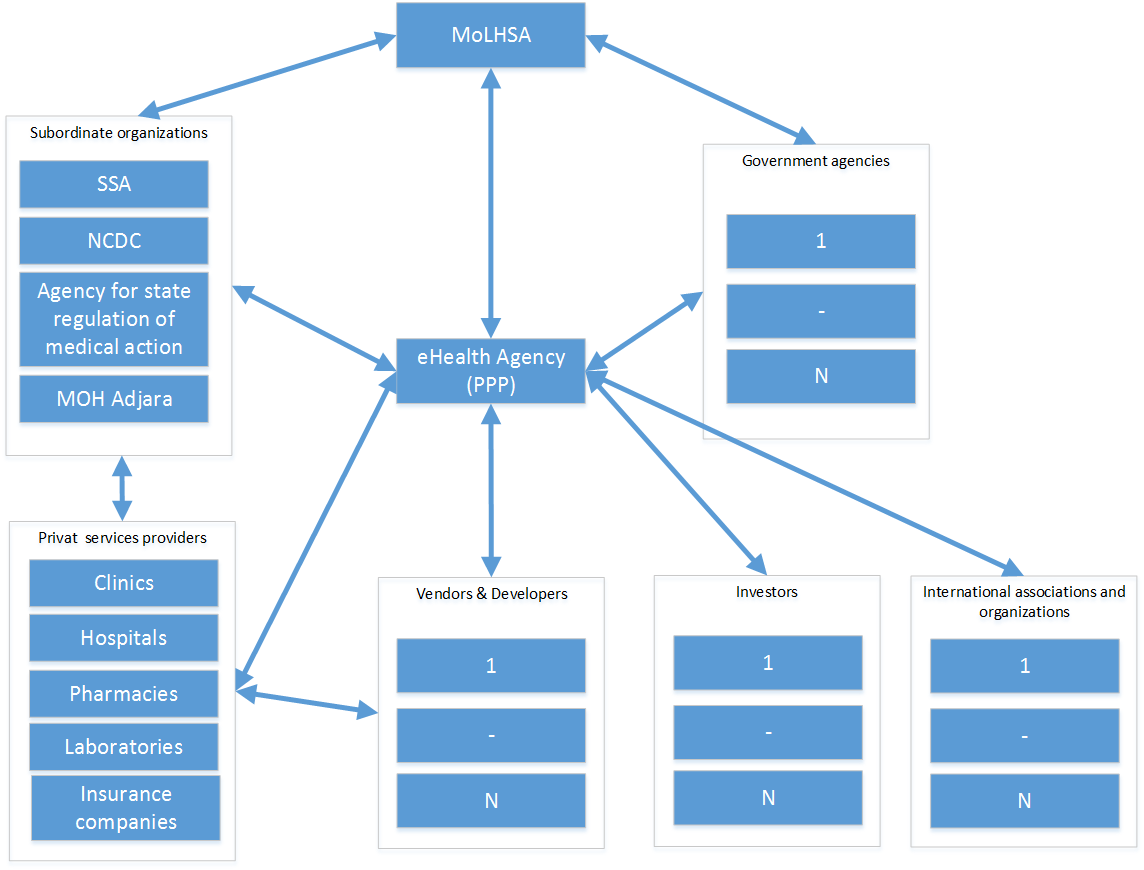 MoLHSA
Subordinate organizations
SSA
NCDC
Agency for state
regulation of
medical action
MOH Adjara
Government agencies
1
-
N
eHealth Agency
(PPP)
Privat  services providers
Clinics
Hospitals
Pharmacies
Laboratories
Insurance
companies
Vendors & Developers
1
-
N
Investors
1
-
N
International associations and
organizations
1
-
N